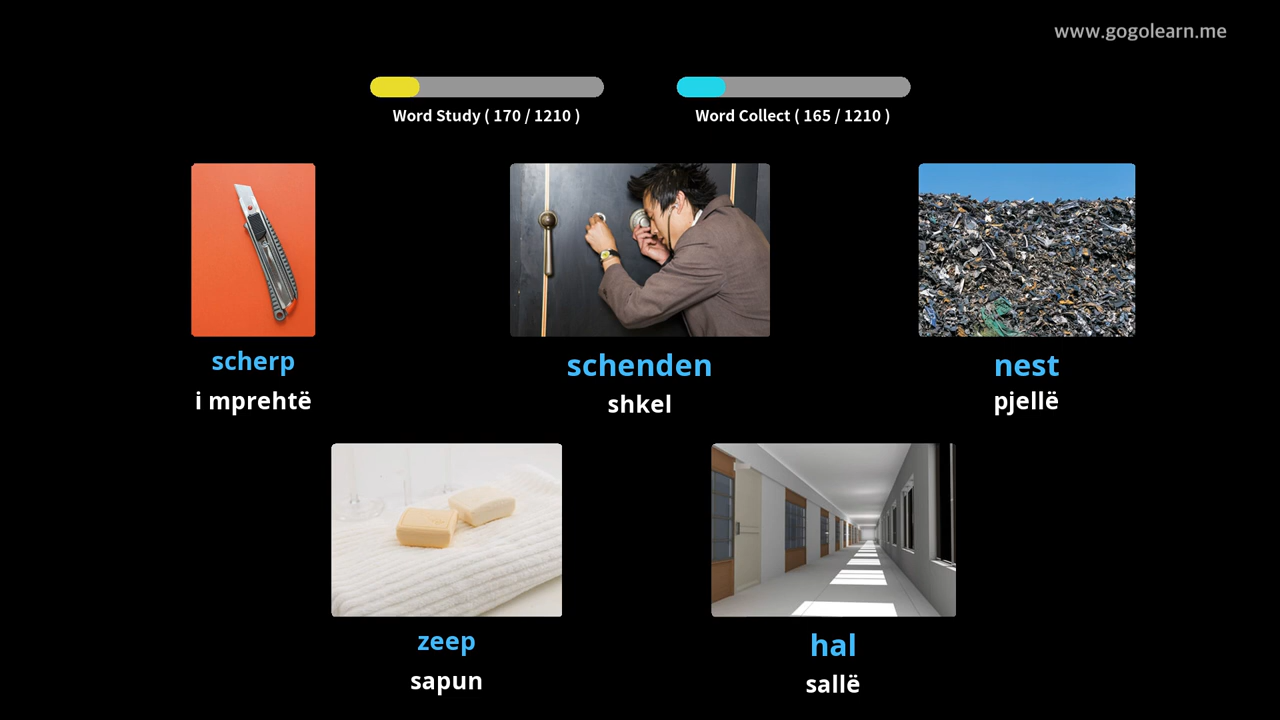 www.gogolearn.me
Word Study ( 170 / 1210 )
Word Collect ( 165 / 1210 )
scherp
i mprehtë
schenden
shkel
nest
pjellë
zeep
sapun
hal
sallë